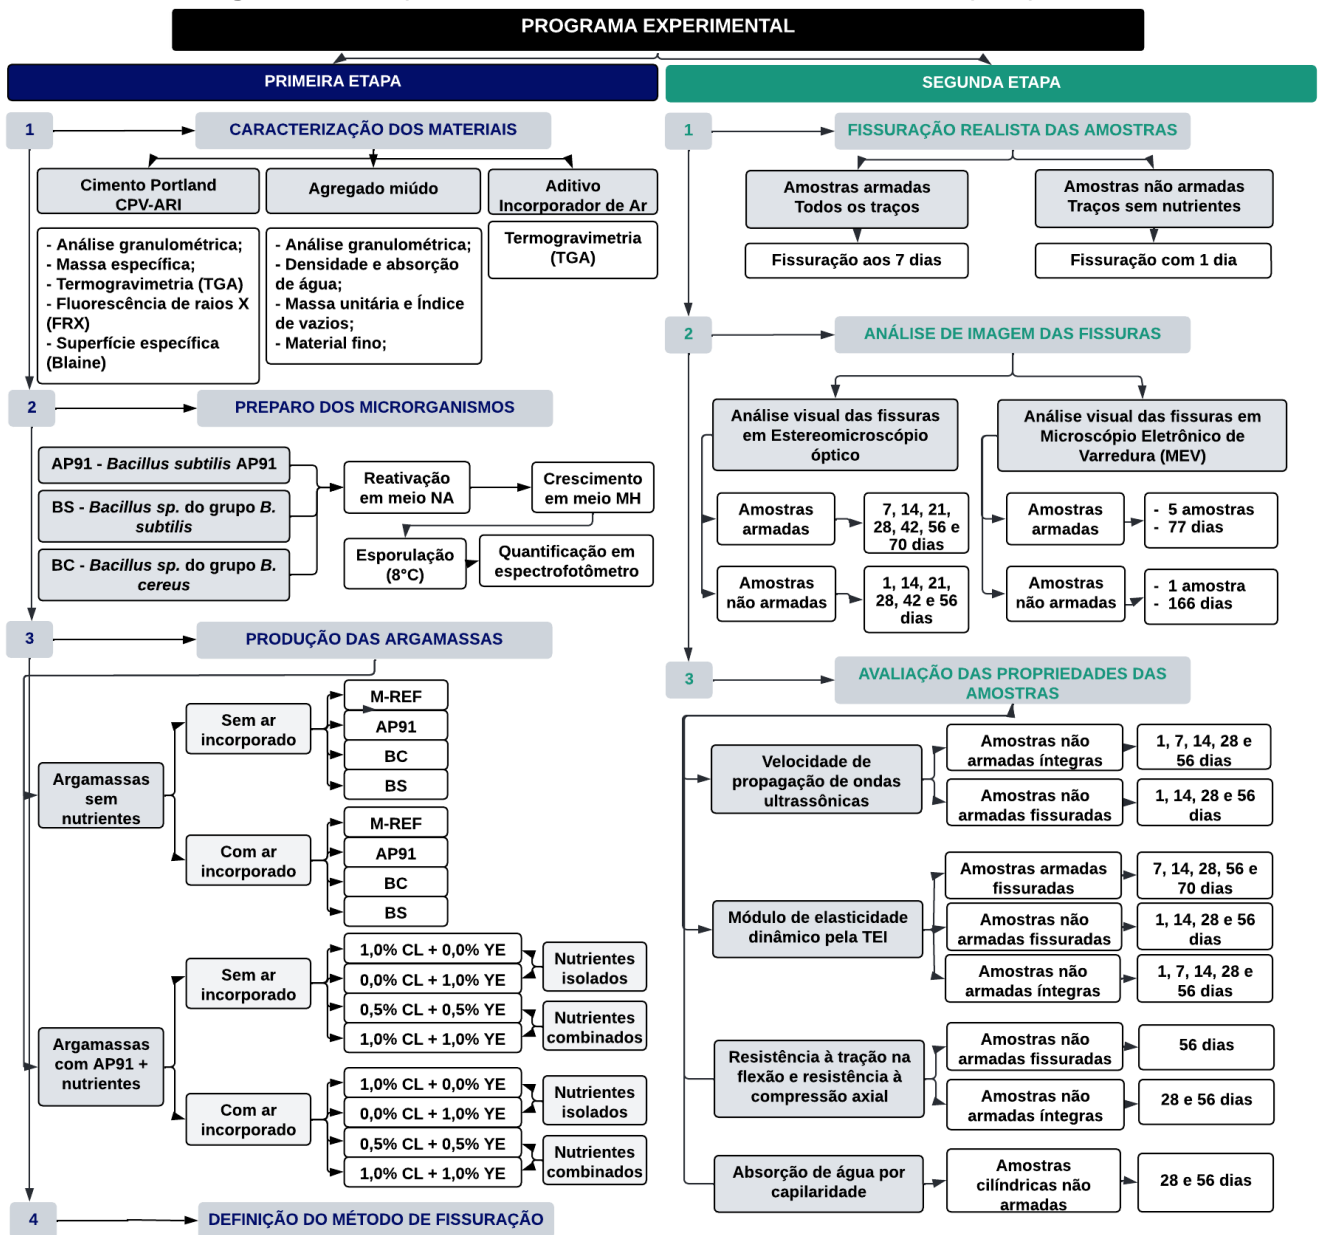 PROGRAMA EXPERIMENTAL
PRIMEIRA ETAPA
1
CARACTERIZAÇÃO DOS MATERIAIS
Cimento Portland
CPV-ARI
Agregado miúdo
Aditivo
Incorporador de Ar
- Análise granulométrica;
- Massa específica;
- Termogravimetria (TGA)
- Fluorescência de raios X
(FRX)
- Superfície específica
(Blaine)
- Análise granulométrica;
- Densidade e absorção
de água;
- Massa unitária e Índice
de vazios;
- Material fino;
Termogravimetria
(TGA)
2
PREPARO DOS MICRORGANISMOS
AP91 - Bacillus subtilis AP91
BS - Bacillus sp. do grupo B.
subtilis
BC - Bacillus sp. do grupo B.
cereus
Reativação
em meio NA
Crescimento
em meio MH
Esporulação
(8°C)
Quantificação em
espectrofotômetro
3
PRODUÇÃO DAS ARGAMASSAS
Argamassas
sem
nutrientes
Sem ar
incorporado
M-REF
AP91
BC
BS
Com ar
incorporado
M-REF
AP91
BC
BS
Argamassas
com AP91 +
nutrientes
Sem ar
incorporado
1,0% CL + 0,0% YE
0,0% CL + 1,0% YE
0,5% CL + 0,5% YE
1,0% CL + 1,0% YE
Nutrientes
isolados
Nutrientes
combinados
Com ar
incorporado
1,0% CL + 0,0% YE
0,0% CL + 1,0% YE
0,5% CL + 0,5% YE
1,0% CL + 1,0% YE
Nutrientes
isolados
Nutrientes
combinados
4
DEFINIÇÃO DO MÉTODO DE FISSURAÇÃO
SEGUNDA ETAPA
1
FISSURAÇÃO REALISTA DAS AMOSTRAS
Amostras armadas
Todos os traços
Amostras não armadas
Traços sem nutrientes
Fissuração aos 7 dias
Fissuração com 1 dia
2
ANÁLISE DE IMAGEM DAS FISSURAS
Análise visual das fissuras
em Estereomicroscópio
óptico
Análise visual das fissuras em
Microscópio Eletrônico de
Varredura (MEV)
Amostras
armadas
7, 14, 21,
28, 42, 56 e
70 dias
Amostras
não armadas
1, 14, 21,
28, 42 e 56
dias
Amostras
armadas
- 5 amostras
- 77 dias
Amostras
não armadas
- 1 amostra
- 166 dias
3
AVALIAÇÃO DAS PROPRIEDADES DAS
AMOSTRAS
Velocidade de
propagação de ondas
ultrassônicas
Amostras não
armadas íntegras
1, 7, 14, 28 e
56 dias
Amostras não
armadas fissuradas
1, 14, 28 e 56
dias
Módulo de elasticidade
dinâmico pela TEI
Amostras armadas
fissuradas
7, 14, 28, 56 e
70 dias
Amostras não
armadas fissuradas
1, 14, 28 e 56
dias
Amostras não
armadas íntegras
1, 7, 14, 28 e
56 dias
Resistência à tração na
flexão e resistência à
compressão axial
Amostras não
armadas fissuradas
56 dias
Amostras não
armadas íntegras
28 e 56 dias
Absorção de água por
capilaridade
Amostras
cilíndricas não
armadas
28 e 56 dias